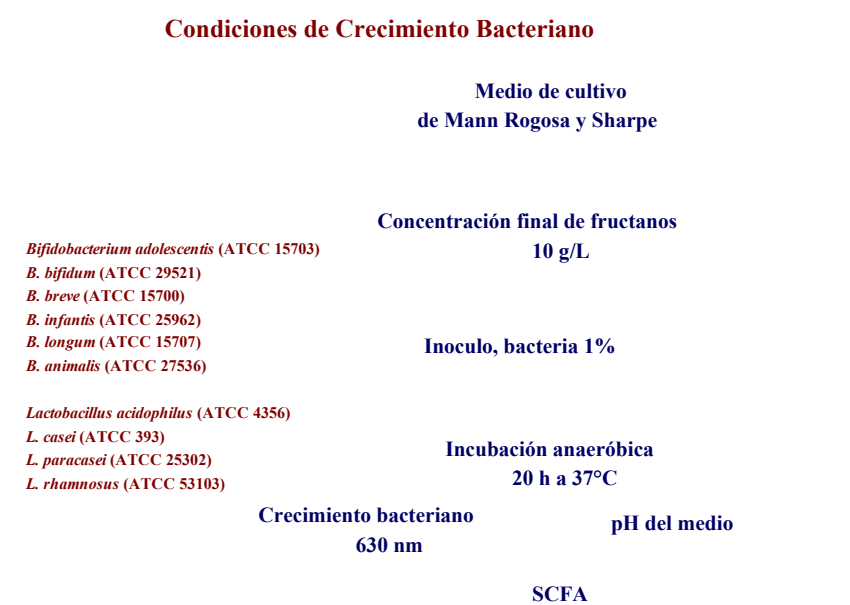 Condiciones de Crecimiento Bacteriano
Medio de cultivo
de Mann Rogosa y Sharpe
Concentración final de fructanos
10 g/L
Bifidobacterium adolescentis (ATCC 15703)
B. bifidum (ATCC 29521)
B. breve (ATCC 15700)
B. infantis (ATCC 25962)
B. longum (ATCC 15707)
B. animalis (ATCC 27536)
Inoculo, bacteria 1%
Lactobacillus acidophilus (ATCC 4356)
L. casei (ATCC 393)
L. paracasei (ATCC 25302)
L. rhamnosus (ATCC 53103)
Incubación anaeróbica
20 h a 37°C
Crecimiento bacteriano
630 nm
pH del medio
SCFA